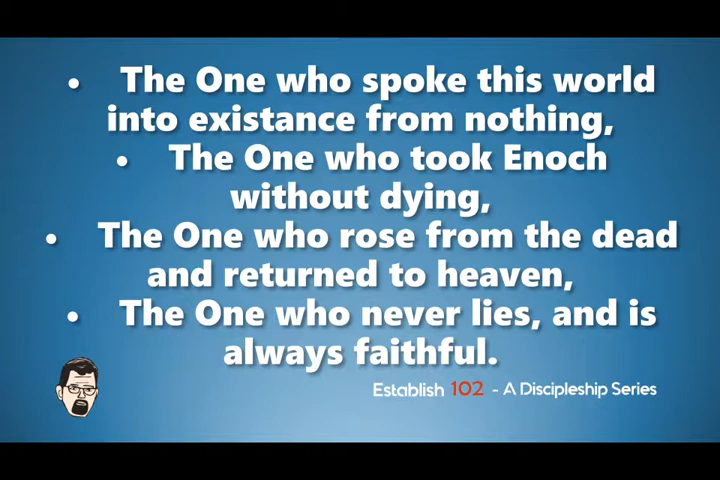 • The One who spoke this world
into existance from nothing,
• The One who took Enoch
without dying,
• The One who rose from the dead
and returned to heaven,
• The One who never lies, and is
always faithful.
Establish 102 - A Discipleship Series